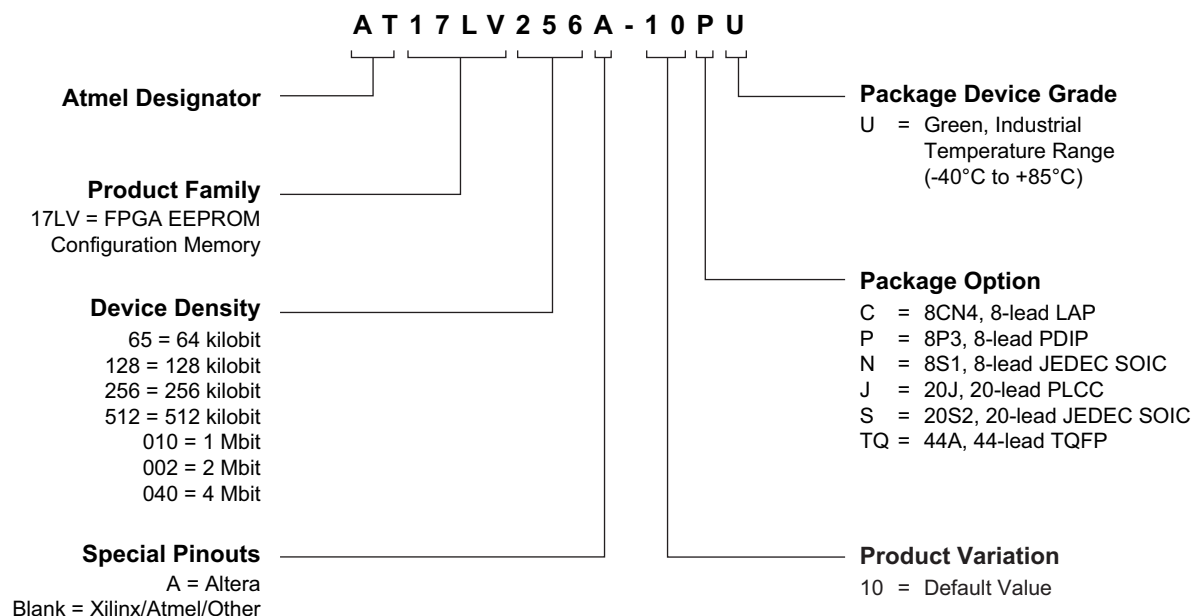 AT17LV256A-10PU
Atmel Designator
Product Family
17LV = FPGA EEPROM
Configuration Memory
Device Density
65 = 64 kilobit
128 = 128 kilobit
256 = 256 kilobit
512 = 512 kilobit
010 = 1 Mbit
002 = 2 Mbit
040 = 4 Mbit
Special Pinouts
A = Altera
Blank = Xilinx/Atmel/Other
Package Device Grade
U = Green, Industrial
Temperature Range
(-40°C to +85°C)
Package Option
C = 8CN4, 8-lead LAP
P = 8P3, 8-lead PDIP
N = 8S1, 8-lead JEDEC SOIC
J = 20J, 20-lead PLCC
S = 20S2, 20-lead JEDEC SOIC
TQ = 44A, 44-lead TQFP
Product Variation
10 = Default Value